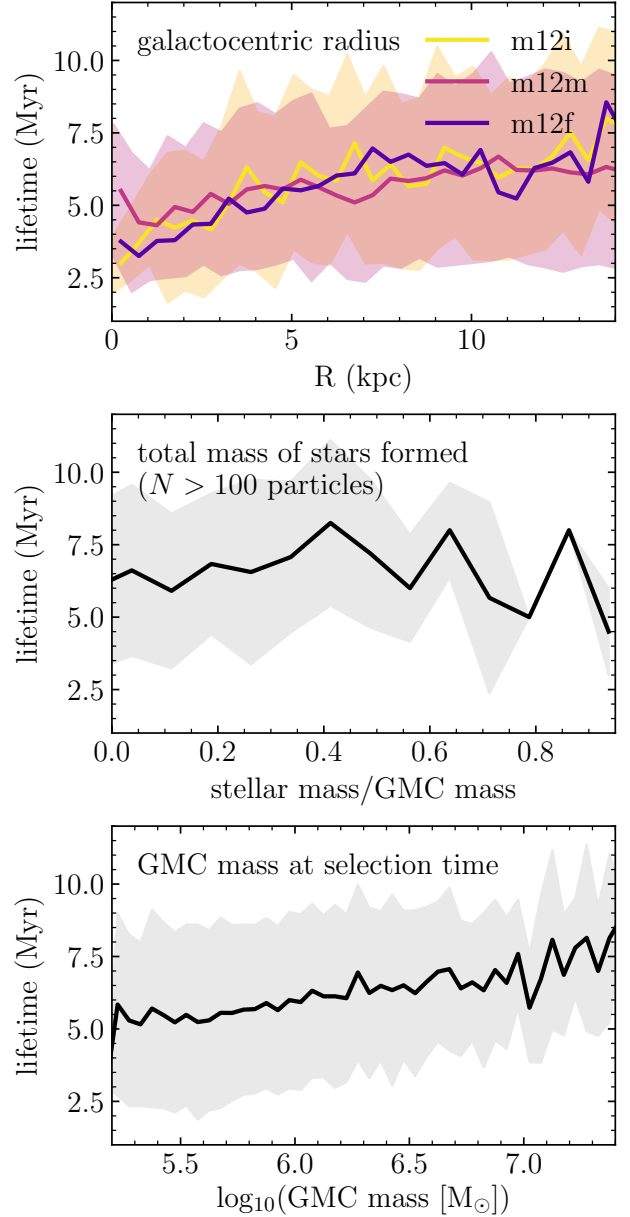 galactocentric radius
m12i
m12m
m12f
10.0
7.5
5.0
2.5
lifetime (Myr)
0
5
10
R (kpc)
total mass of stars formed
(N > 100 particles)
10.0
7.5
5.0
2.5
lifetime (Myr)
0.0
0.2
0.4
0.6
0.8
stellar mass/GMC mass
GMC mass at selection time
10.0
7.5
5.0
2.5
lifetime (Myr)
5.5
6.0
6.5
7.0
log₁₀(GMC mass [M⊙])